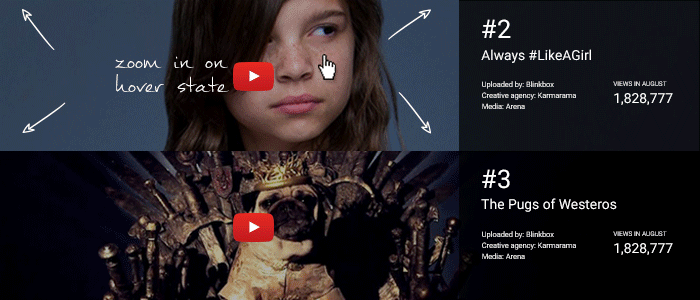 zoom in on
hover state
#2
Always #LikeAGirl
Uploaded by: Blinkbox
Creative agency: Karmarama
Media: Arena
VIEWS IN AUGUST
1,828,777
#3
The Pugs of Westeros
Uploaded by: Blinkbox
Creative agency: Karmarama
Media: Arena
VIEWS IN AUGUST
1,828,777